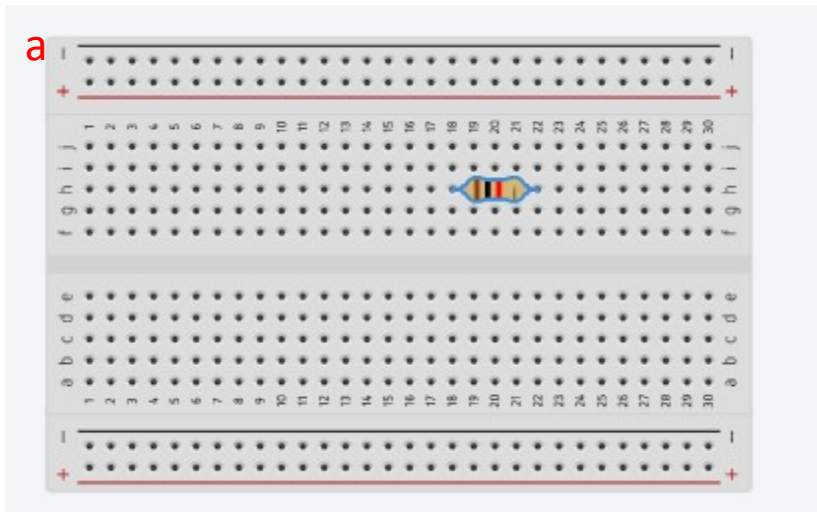 a
— —
+ +
1 2 3 4 5 6 7 8 9 10 11 12 13 14 15 16 17 18 19 20 21 22 23 24 25 26 27 28 29 30
j j
i i
h h
g g
f f
e e
d d
c c
b b
a a
1 2 3 4 5 6 7 8 9 10 11 12 13 14 15 16 17 18 19 20 21 22 23 24 25 26 27 28 29 30
— —
+ +